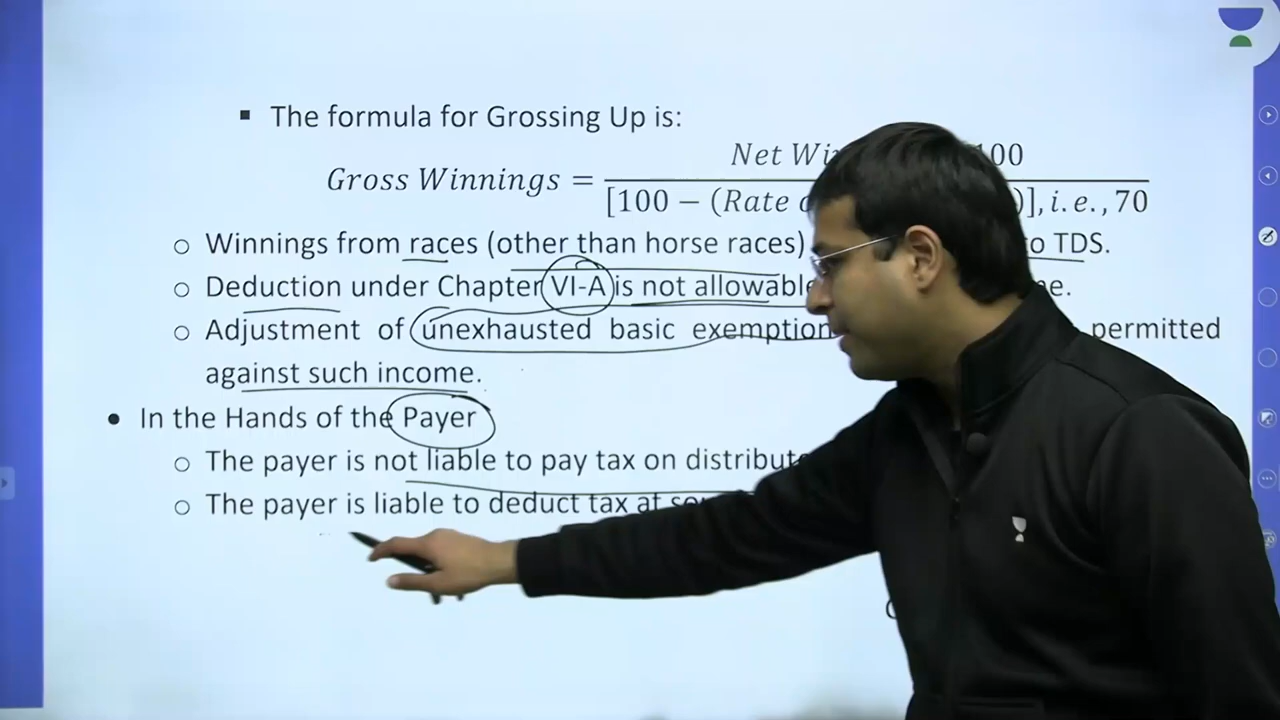 ▪ The formula for Grossing Up is:
Net 100
Gross Winnings =
[100 − (Rate )], i.e., 70
○ Winnings from races (other than horse races) TDS.
○ Deduction under Chapter VI-A is not allowable
○ Adjustment of unexhausted basic exemption permitted
against such income.
• In the Hands of the Payer
○ The payer is not liable to pay tax on
○ The payer is liable to deduct tax at